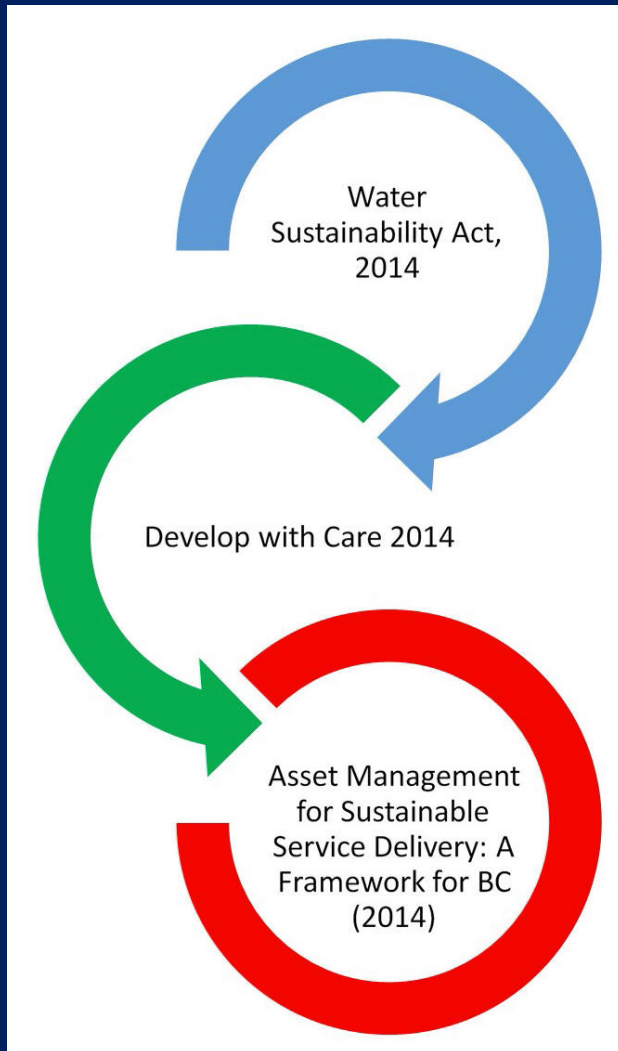 Water
Sustainability Act,
2014
Develop with Care 2014
Asset Management
for Sustainable
Service Delivery: A
Framework for BC
(2014)